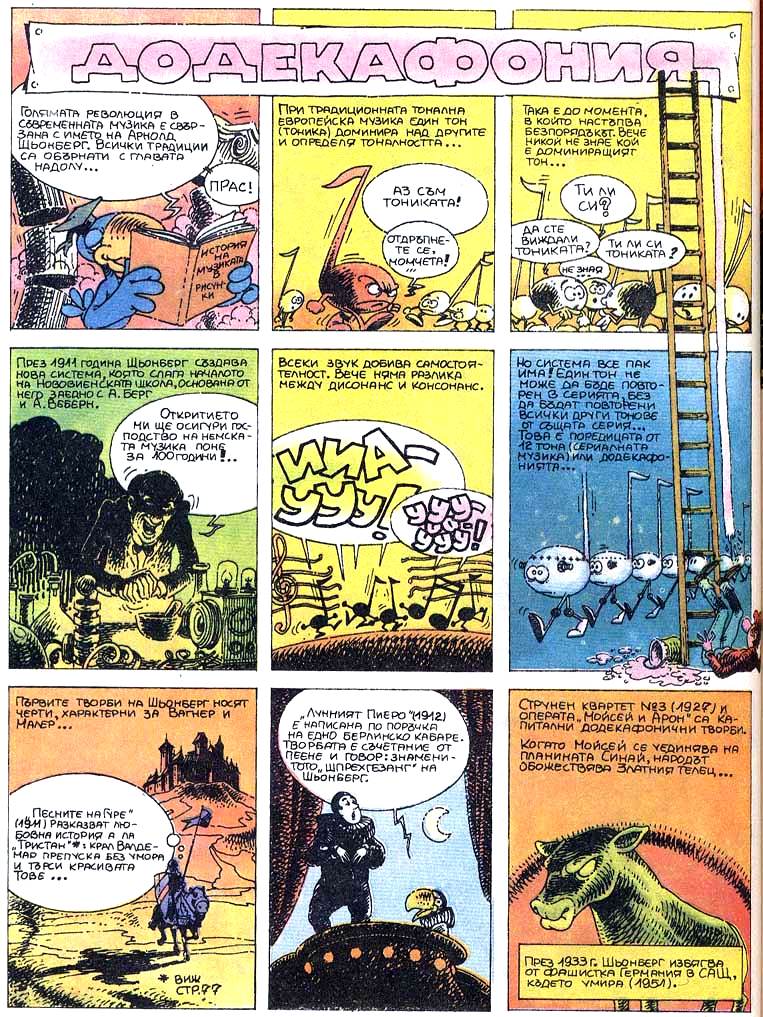 ДОДЕКАФОНИЯ
ГОЛЯМАТА РЕВОЛЮЦИЯ В
СЪВРЕМЕННАТА МУЗИКА Е СВЪР-
ЗАНА С ИМЕТО НА АРНОЛД
ШЬОНБЕРГ. ВСИЧКИ ТРАДИЦИИ
СА ОБЪРНАТИ С ГЛАВАТА
НАДОЛУ...
ПРАС!
ИСТОРИЯ
НА
МУЗИКАТА
В
РИСУН-
КИ
ПРИ ТРАДИЦИОННАТА ТОНАЛНА
ЕВРОПЕЙСКА МУЗИКА ЕДИН ТОН
(ТОНИКА) ДОМИНИРА НАД ДРУГИТЕ
И ОПРЕДЕЛЯ ТОНАЛНОСТТА...
АЗ СЪМ
ТОНИКАТА!
ОТДРЪПНЕ-
ТЕ СЕ,
МОМЧЕТА!
ТАКА Е ДО МОМЕНТА,
В КОЙТО НАСТЪПВА
БЕЗПОРЯДЪКЪТ. ВЕЧЕ
НИКОЙ НЕ ЗНАЕ КОЙ
Е ДОМИНИРАЩИЯТ
ТОН...
ТИ ЛИ
СИ?
ДА СТЕ
ВИЖДАЛИ
ТОНИКАТА?
ТИ ЛИ СИ
ТОНИКАТА?
НЕ ЗНАЯ
ПРЕЗ 1911 ГОДИНА ШЬОНБЕРГ СЪЗДАВА
НОВА СИСТЕМА, КОЯТО СЛАГА НАЧАЛОТО
НА НОВОВИЕНСКАТА ШКОЛА, ОСНОВАНА ОТ
НЕГО ЗАЕДНО С А. БЕРГ
И А. ВЕБЕРН.
ОТКРИТИЕТО
МИ ЩЕ ОСИГУРИ ГОС-
ПОДСТВО НА НЕМСКА-
ТА МУЗИКА ПОНЕ
ЗА 100 ГОДИНИ!..
ВСЕКИ ЗВУК ДОБИВА САМОСТОЯ-
ТЕЛНОСТ. ВЕЧЕ НЯМА РАЗЛИКА
МЕЖДУ ДИСОНАНС И КОНСОНАНС.
ИИА-
УУУ!
УУУ-
УУУ!
НО СИСТЕМА ВСЕ ПАК
ИМА! ЕДИН ТОН НЕ
МОЖЕ ДА БЪДЕ ПОВТО-
РЕН В СЕРИЯТА, БЕЗ
ДА БЪДАТ ПОВТОРЕНИ
ВСИЧКИ ДРУГИ ТОНОВЕ
ОТ СЪЩАТА СЕРИЯ...
ТОВА Е ПОРЕДИЦАТА ОТ
12 ТОНА (СЕРИАЛНАТА
МУЗИКА) ИЛИ ДОДЕКАФО-
НИЯТА...
ПЪРВИТЕ ТВОРБИ НА ШЬОНБЕРГ НОСЯТ
ЧЕРТИ, ХАРАКТЕРНИ ЗА ВАГНЕР И
МАЛЕР...
„ПЕСНИТЕ НА ГУРЕ"
(1911) РАЗКАЗВАТ ЛЮ-
БОВНА ИСТОРИЯ А ЛА
„ТРИСТАН"*: КРАЛ ВАЛДЕ-
МАР ПРЕПУСКА БЕЗ УМОРА
И ТЪРСИ КРАСИВАТА
ТОВЕ...
* ВИЖ
СТР. 77
„ЛУННИЯТ ПИЕРО" (1912)
Е НАПИСАНА ПО ПОРЪЧКА
НА ЕДНО БЕРЛИНСКО КАБАРЕ.
ТВОРБАТА Е СЪЧЕТАНИЕ ОТ
ПЕЕНЕ И ГОВОР: ЗНАМЕНИ-
ТОТО „ШПРЕХГЕЗАНГ" НА
ШЬОНБЕРГ.
СТРУНЕН КВАРТЕТ №3 (1927) И
ОПЕРАТА „МОЙСЕЙ И АРОН" СА КА-
ПИТАЛНИ ДОДЕКАФОНИЧНИ ТВОРБИ.
КОГАТО МОЙСЕЙ СЕ УЕДИНЯВА НА
ПЛАНИНАТА СИНАЙ, НАРОДЪТ
ОБОЖЕСТВЯВА ЗЛАТНИЯ ТЕЛЕЦ...
ПРЕЗ 1933 Г. ШЬОНБЕРГ ИЗБЯГВА
ОТ ФАШИСТКА ГЕРМАНИЯ В САЩ,
КЪДЕТО УМИРА (1951).